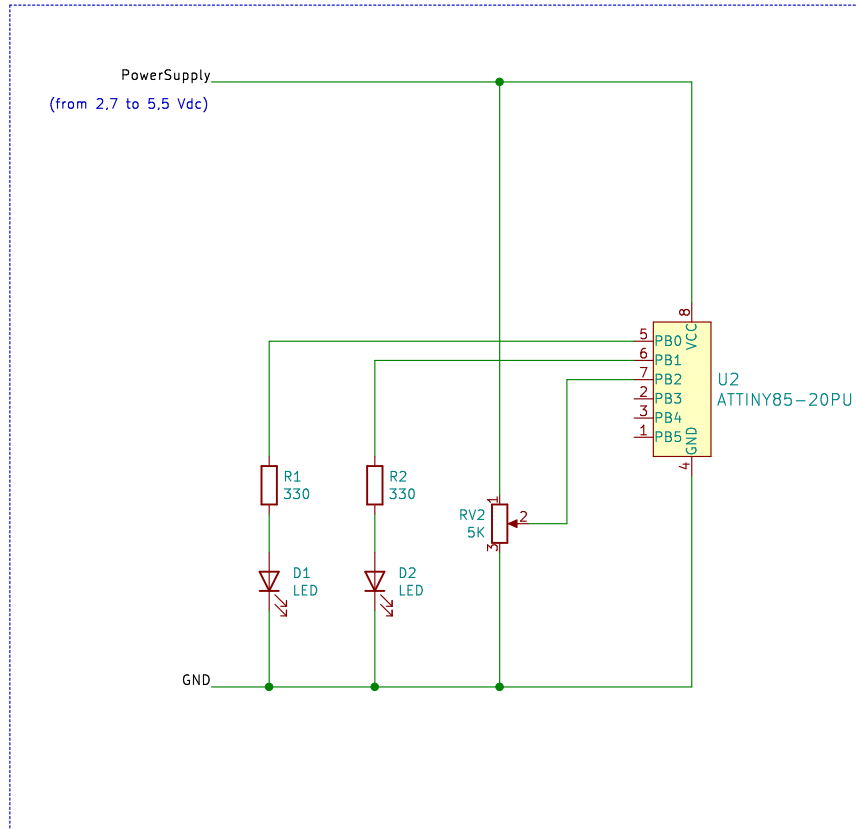 PowerSupply
(from 2,7 to 5,5 Vdc)
8
VCC
5
PB0
6
PB1
7
PB2
2
PB3
3
PB4
1
PB5
GND
4
U2
ATTINY85-20PU
R1
330
R2
330
RV2
5K
1
2
3
D1
LED
D2
LED
GND